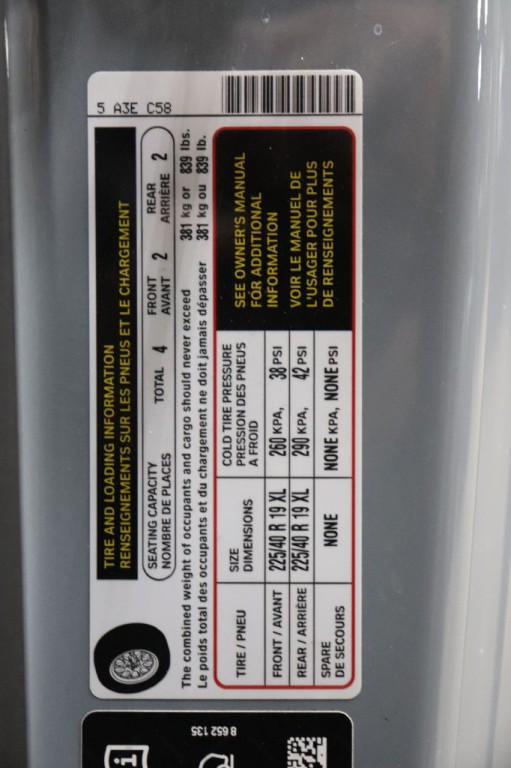 5 A3E C58
TIRE AND LOADING INFORMATION
RENSEIGNEMENTS SUR LES PNEUS ET LE CHARGEMENT
SEATING CAPACITY TOTAL 4 FRONT 2 REAR 2
NOMBRE DE PLACES AVANT ARRIÈRE
The combined weight of occupants and cargo should never exceed 381 kg or 839 lbs.
Le poids total des occupants et du chargement ne doit jamais dépasser 381 kg ou 839 lb.
TIRE / PNEU
SIZE
DIMENSIONS
COLD TIRE PRESSURE
PRESSION DES PNEUS
A FROID
FRONT / AVANT 225/40 R 19 XL 260 KPA, 38 PSI
REAR / ARRIÈRE 225/40 R 19 XL 290 KPA, 42 PSI
SPARE
DE SECOURS
NONE NONE KPA, NONE PSI
SEE OWNER'S MANUAL
FOR ADDITIONAL
INFORMATION
VOIR LE MANUEL DE
L'USAGER POUR PLUS
DE RENSEIGNEMENTS
8 652 135
i